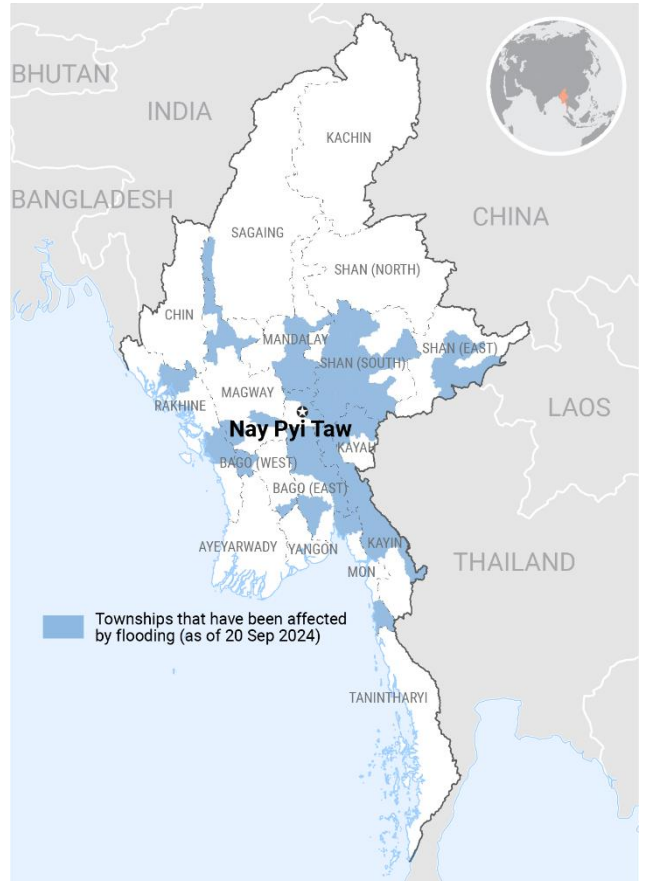 BHUTAN
INDIA
KACHIN
BANGLADESH
CHINA
SAGAING
SHAN (NORTH)
CHIN
MANDALAY
SHAN (EAST)
SHAN (SOUTH)
MAGWAY
RAKHINE
LAOS
Nay Pyi Taw
KAYAH
BAGO (WEST)
BAGO (EAST)
AYEYARWADY
YANGON
KAYIN
THAILAND
MON
Townships that have been affected
by flooding (as of 20 Sep 2024)
TANINTHARYI